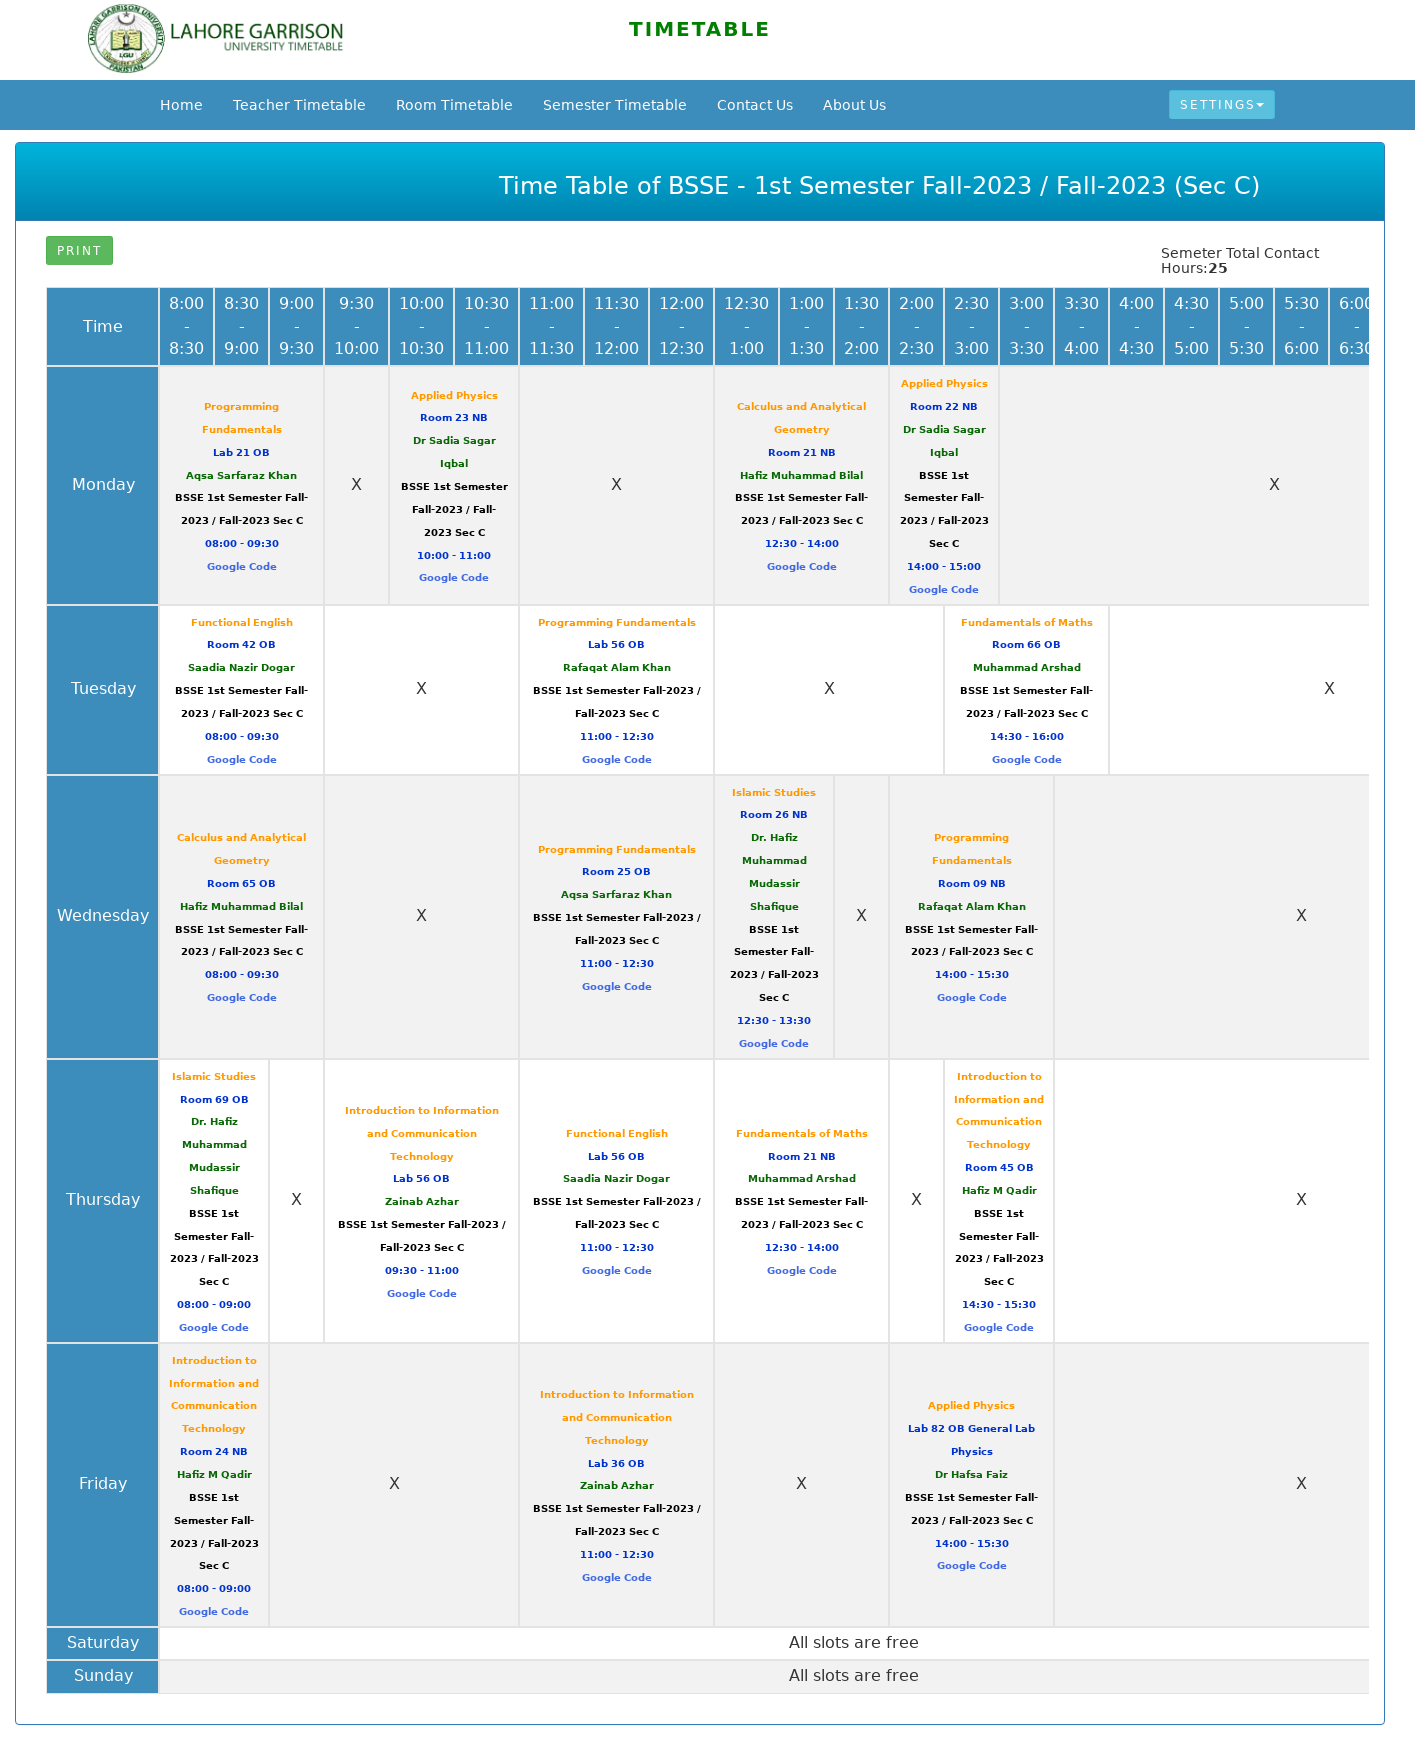 LAHORE GARRISON
UNIVERSITY TIMETABLE
LAHORE GARRISON UNIVERSITY
LGU
PAKISTAN
TIMETABLE
Home
Teacher Timetable
Room Timetable
Semester Timetable
Contact Us
About Us
SETTINGS
Time Table of BSSE - 1st Semester Fall-2023 / Fall-2023 (Sec C)
PRINT
Semeter Total Contact
Hours:25
Time
8:00
-
8:30
8:30
-
9:00
9:00
-
9:30
9:30
-
10:00
10:00
-
10:30
10:30
-
11:00
11:00
-
11:30
11:30
-
12:00
12:00
-
12:30
12:30
-
1:00
1:00
-
1:30
1:30
-
2:00
2:00
-
2:30
2:30
-
3:00
3:00
-
3:30
3:30
-
4:00
4:00
-
4:30
4:30
-
5:00
5:00
-
5:30
5:30
-
6:00
6:00
-
6:30
Monday
Programming
Fundamentals
Lab 21 OB
Aqsa Sarfaraz Khan
BSSE 1st Semester Fall-
2023 / Fall-2023 Sec C
08:00 - 09:30
Google Code
X
Applied Physics
Room 23 NB
Dr Sadia Sagar
Iqbal
BSSE 1st Semester
Fall-2023 / Fall-
2023 Sec C
10:00 - 11:00
Google Code
X
Calculus and Analytical
Geometry
Room 21 NB
Hafiz Muhammad Bilal
BSSE 1st Semester Fall-
2023 / Fall-2023 Sec C
12:30 - 14:00
Google Code
Applied Physics
Room 22 NB
Dr Sadia Sagar
Iqbal
BSSE 1st
Semester Fall-
2023 / Fall-2023
Sec C
14:00 - 15:00
Google Code
X
Tuesday
Functional English
Room 42 OB
Saadia Nazir Dogar
BSSE 1st Semester Fall-
2023 / Fall-2023 Sec C
08:00 - 09:30
Google Code
X
Programming Fundamentals
Lab 56 OB
Rafaqat Alam Khan
BSSE 1st Semester Fall-2023 /
Fall-2023 Sec C
11:00 - 12:30
Google Code
X
Fundamentals of Maths
Room 66 OB
Muhammad Arshad
BSSE 1st Semester Fall-
2023 / Fall-2023 Sec C
14:30 - 16:00
Google Code
X
Wednesday
Calculus and Analytical
Geometry
Room 65 OB
Hafiz Muhammad Bilal
BSSE 1st Semester Fall-
2023 / Fall-2023 Sec C
08:00 - 09:30
Google Code
X
Programming Fundamentals
Room 25 OB
Aqsa Sarfaraz Khan
BSSE 1st Semester Fall-2023 /
Fall-2023 Sec C
11:00 - 12:30
Google Code
Islamic Studies
Room 26 NB
Dr. Hafiz
Muhammad
Mudassir
Shafique
BSSE 1st
Semester Fall-
2023 / Fall-2023
Sec C
12:30 - 13:30
Google Code
X
Programming
Fundamentals
Room 09 NB
Rafaqat Alam Khan
BSSE 1st Semester Fall-
2023 / Fall-2023 Sec C
14:00 - 15:30
Google Code
X
Thursday
Islamic Studies
Room 69 OB
Dr. Hafiz
Muhammad
Mudassir
Shafique
BSSE 1st
Semester Fall-
2023 / Fall-2023
Sec C
08:00 - 09:00
Google Code
X
Introduction to Information
and Communication
Technology
Lab 56 OB
Zainab Azhar
BSSE 1st Semester Fall-2023 /
Fall-2023 Sec C
09:30 - 11:00
Google Code
Functional English
Lab 56 OB
Saadia Nazir Dogar
BSSE 1st Semester Fall-2023 /
Fall-2023 Sec C
11:00 - 12:30
Google Code
Fundamentals of Maths
Room 21 NB
Muhammad Arshad
BSSE 1st Semester Fall-
2023 / Fall-2023 Sec C
12:30 - 14:00
Google Code
X
Introduction to
Information and
Communication
Technology
Room 45 OB
Hafiz M Qadir
BSSE 1st
Semester Fall-
2023 / Fall-2023
Sec C
14:30 - 15:30
Google Code
X
Friday
Introduction to
Information and
Communication
Technology
Room 24 NB
Hafiz M Qadir
BSSE 1st
Semester Fall-
2023 / Fall-2023
Sec C
08:00 - 09:00
Google Code
X
Introduction to Information
and Communication
Technology
Lab 36 OB
Zainab Azhar
BSSE 1st Semester Fall-2023 /
Fall-2023 Sec C
11:00 - 12:30
Google Code
X
Applied Physics
Lab 82 OB General Lab
Physics
Dr Hafsa Faiz
BSSE 1st Semester Fall-
2023 / Fall-2023 Sec C
14:00 - 15:30
Google Code
X
Saturday
All slots are free
Sunday
All slots are free